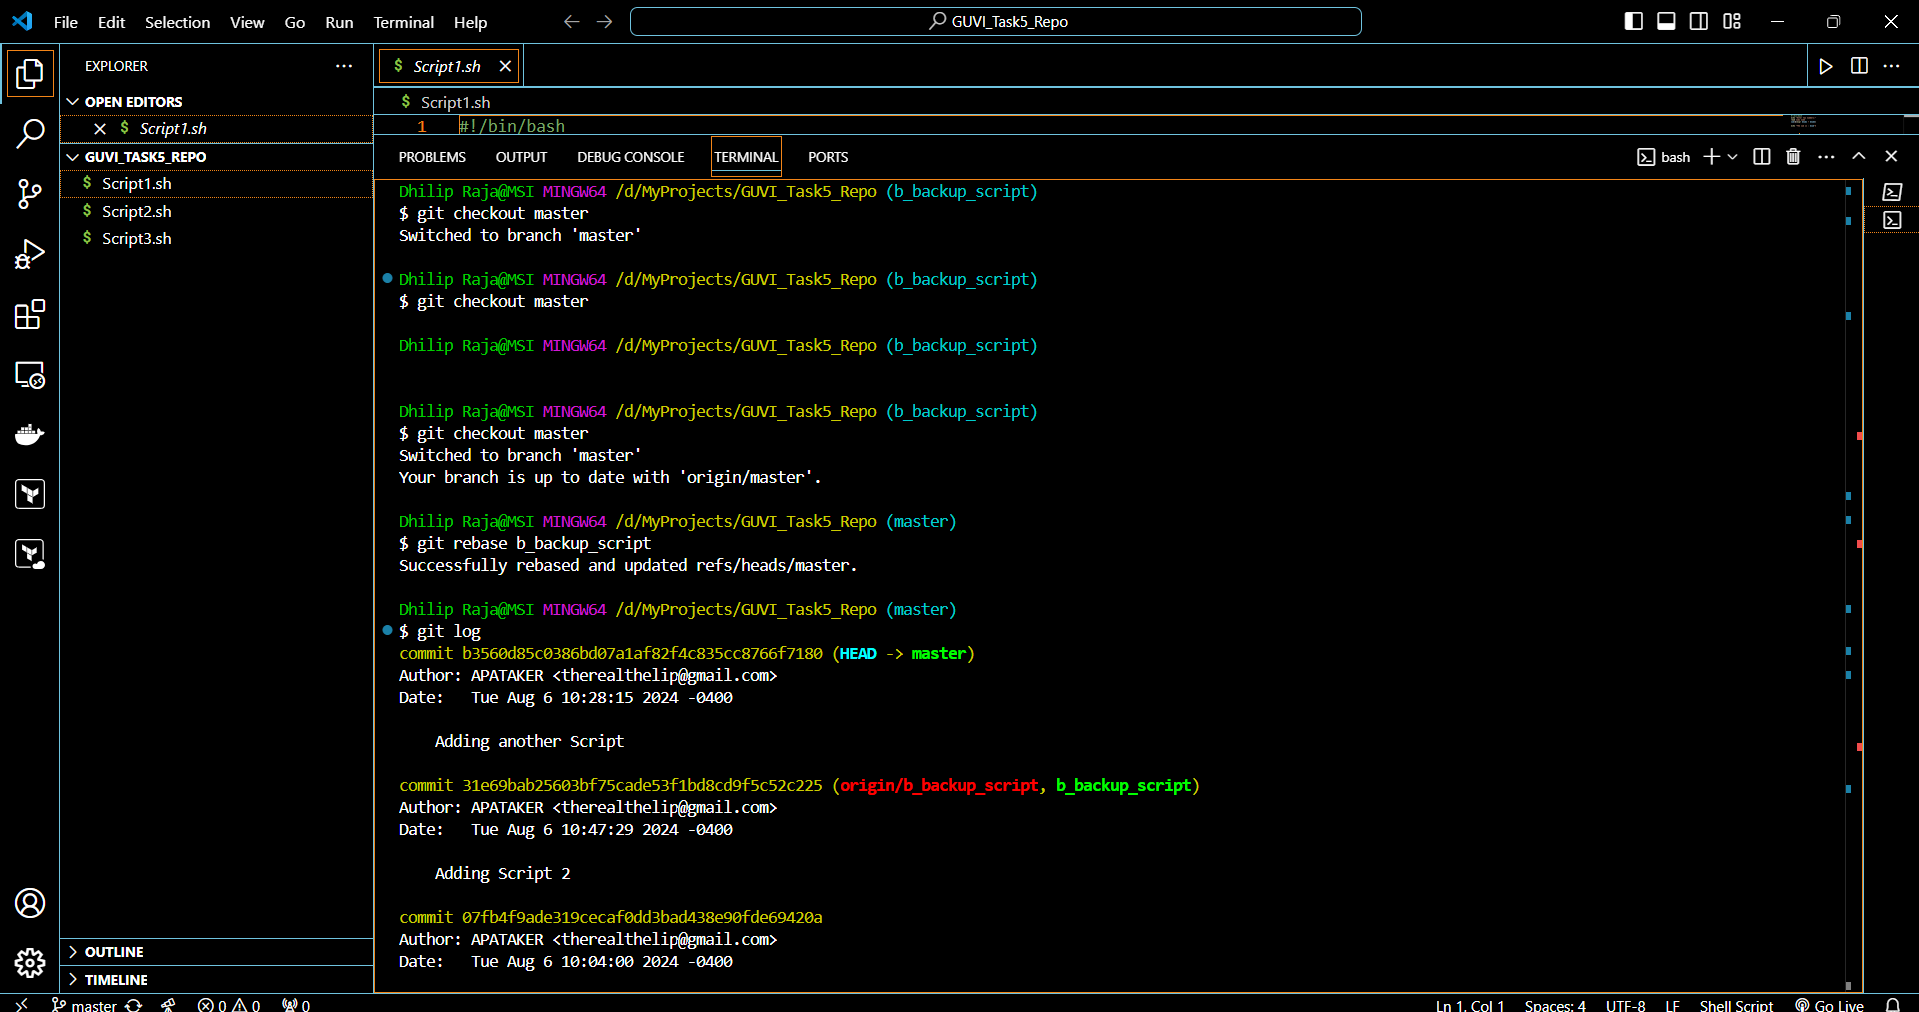 File Edit Selection View Go Run Terminal Help
GUVI_Task5_Repo
EXPLORER
OPEN EDITORS
Script1.sh
GUVI_TASK5_REPO
$ Script1.sh
$ Script2.sh
$ Script3.sh
OUTLINE
TIMELINE
$ Script1.sh
$ Script1.sh
1 #!/bin/bash
PROBLEMS OUTPUT DEBUG CONSOLE TERMINAL PORTS
bash
Dhilip Raja@MSI MINGW64 /d/MyProjects/GUVI_Task5_Repo (b_backup_script)
$ git checkout master
Switched to branch 'master'
Dhilip Raja@MSI MINGW64 /d/MyProjects/GUVI_Task5_Repo (b_backup_script)
$ git checkout master
Dhilip Raja@MSI MINGW64 /d/MyProjects/GUVI_Task5_Repo (b_backup_script)
Dhilip Raja@MSI MINGW64 /d/MyProjects/GUVI_Task5_Repo (b_backup_script)
$ git checkout master
Switched to branch 'master'
Your branch is up to date with 'origin/master'.
Dhilip Raja@MSI MINGW64 /d/MyProjects/GUVI_Task5_Repo (master)
$ git rebase b_backup_script
Successfully rebased and updated refs/heads/master.
Dhilip Raja@MSI MINGW64 /d/MyProjects/GUVI_Task5_Repo (master)
$ git log
commit b3560d85c0386bd07a1af82f4c835cc8766f7180 (HEAD -> master)
Author: APATAKER <therealthelip@gmail.com>
Date:   Tue Aug 6 10:28:15 2024 -0400
Adding another Script
commit 31e69bab25603bf75cade53f1bd8cd9f5c52c225 (origin/b_backup_script, b_backup_script)
Author: APATAKER <therealthelip@gmail.com>
Date:   Tue Aug 6 10:47:29 2024 -0400
Adding Script 2
commit 07fb4f9ade319cecaf0dd3bad438e90fde69420a
Author: APATAKER <therealthelip@gmail.com>
Date:   Tue Aug 6 10:04:00 2024 -0400
master 0 0 0 Ln 1, Col 1 Spaces: 4 UTF-8 LF Shell Script Go Live